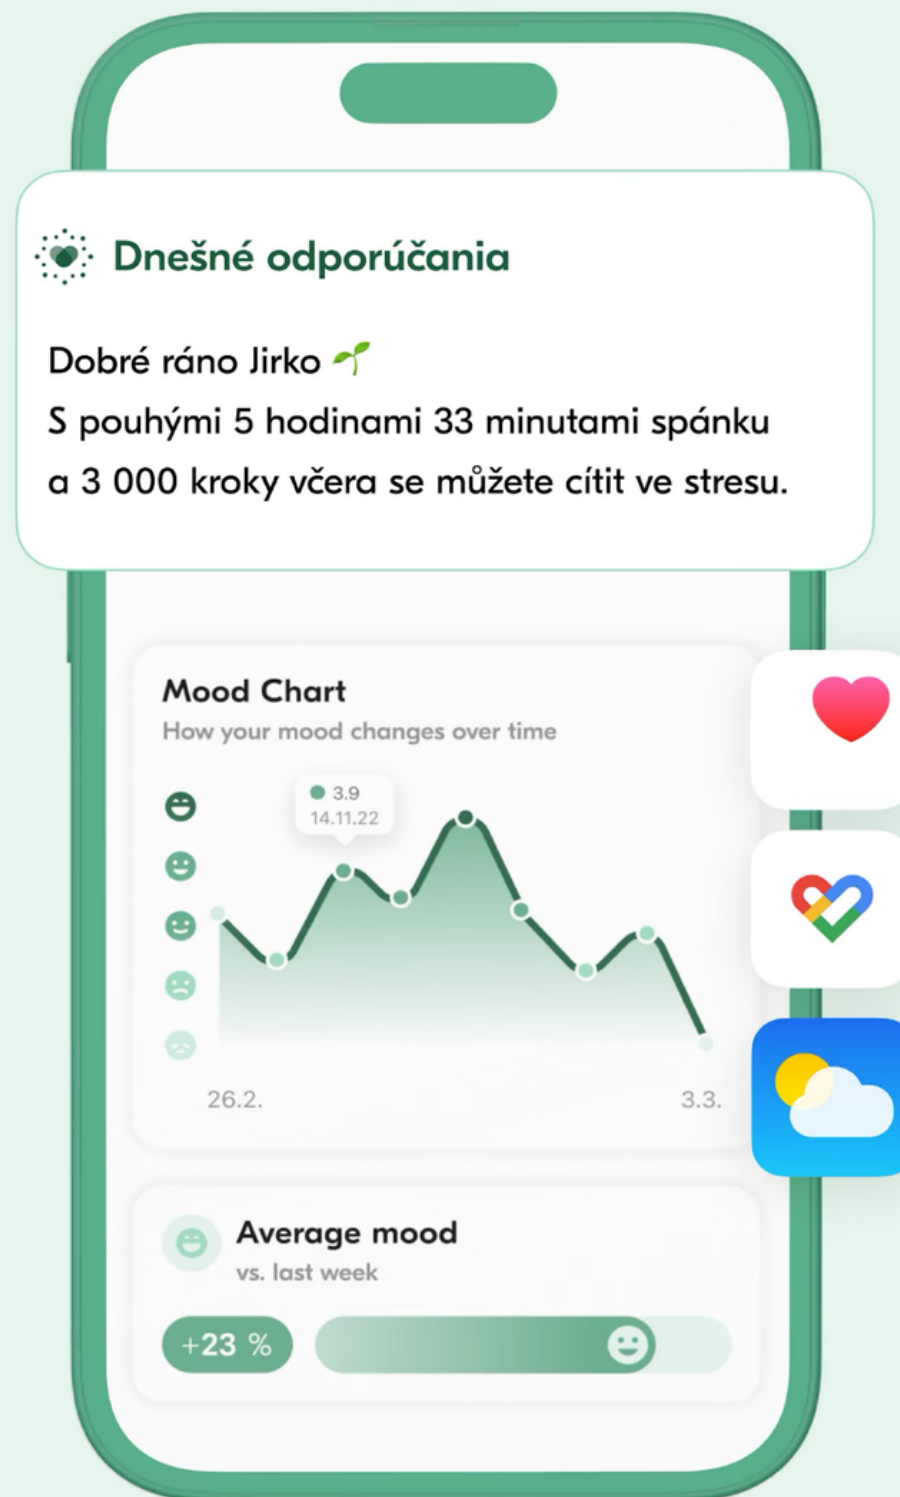 Dnešné odporúčania
Dobré ráno Jirko 🌱
S pouhými 5 hodinami 33 minutami spánku
a 3 000 kroky včera se můžete cítit ve stresu.
Mood Chart
How your mood changes over time
3.9
14.11.22
26.2.
3.3.
Average mood
vs. last week
+23 %